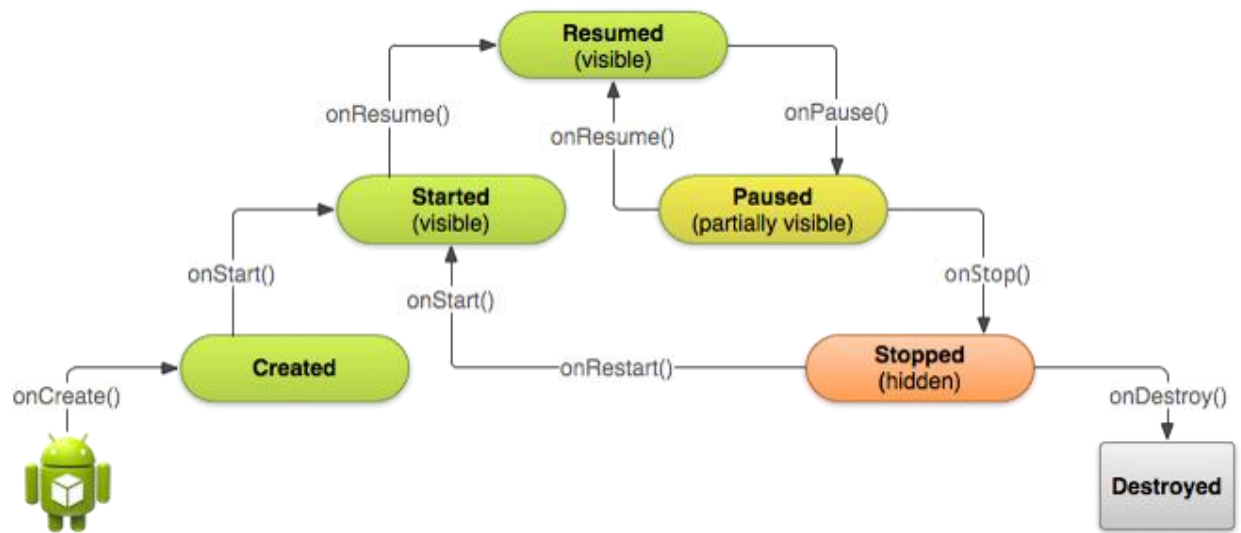 Resumed
(visible)
onResume()
onResume()
onPause()
Started
(visible)
Paused
(partially visible)
onStart()
onStart()
onStop()
Created
onRestart()
Stopped
(hidden)
onCreate()
onDestroy()
Destroyed